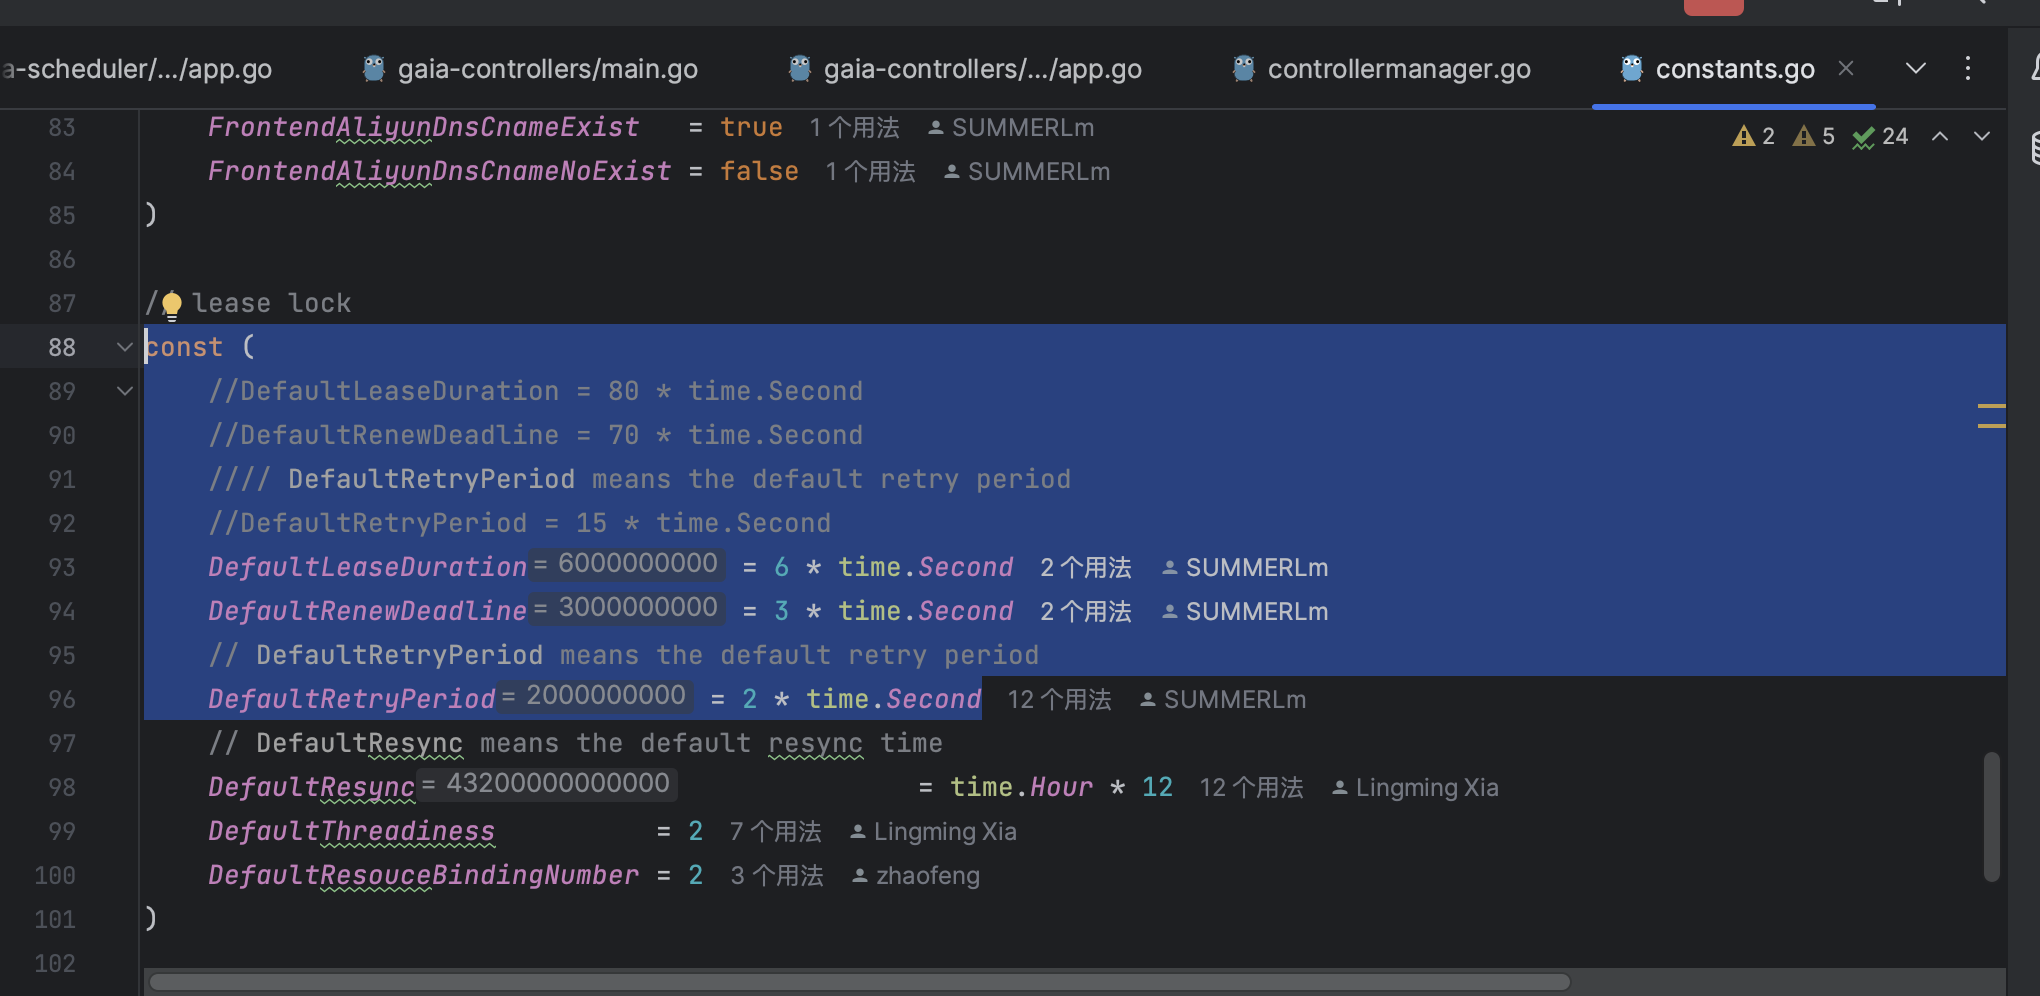 a-scheduler/.../app.go gaia-controllers/main.go gaia-controllers/.../app.go controllermanager.go constants.go
83 FrontendAliyunDnsCnameExist = true 1 个用法 SUMMERLm
2 5 24
84 FrontendAliyunDnsCnameNoExist = false 1 个用法 SUMMERLm
85 )
86
87 // lease lock
88 const (
89 //DefaultLeaseDuration = 80 * time.Second
90 //DefaultRenewDeadline = 70 * time.Second
91 //// DefaultRetryPeriod means the default retry period
92 //DefaultRetryPeriod = 15 * time.Second
93 DefaultLeaseDuration = 6000000000 = 6 * time.Second 2 个用法 SUMMERLm
94 DefaultRenewDeadline = 3000000000 = 3 * time.Second 2 个用法 SUMMERLm
95 // DefaultRetryPeriod means the default retry period
96 DefaultRetryPeriod = 2000000000 = 2 * time.Second 12 个用法 SUMMERLm
97 // DefaultResync means the default resync time
98 DefaultResync = 43200000000000 = time.Hour * 12 12 个用法 Lingming Xia
99 DefaultThreadiness = 2 7 个用法 Lingming Xia
100 DefaultResouceBindingNumber = 2 3 个用法 zhaofeng
101 )
102